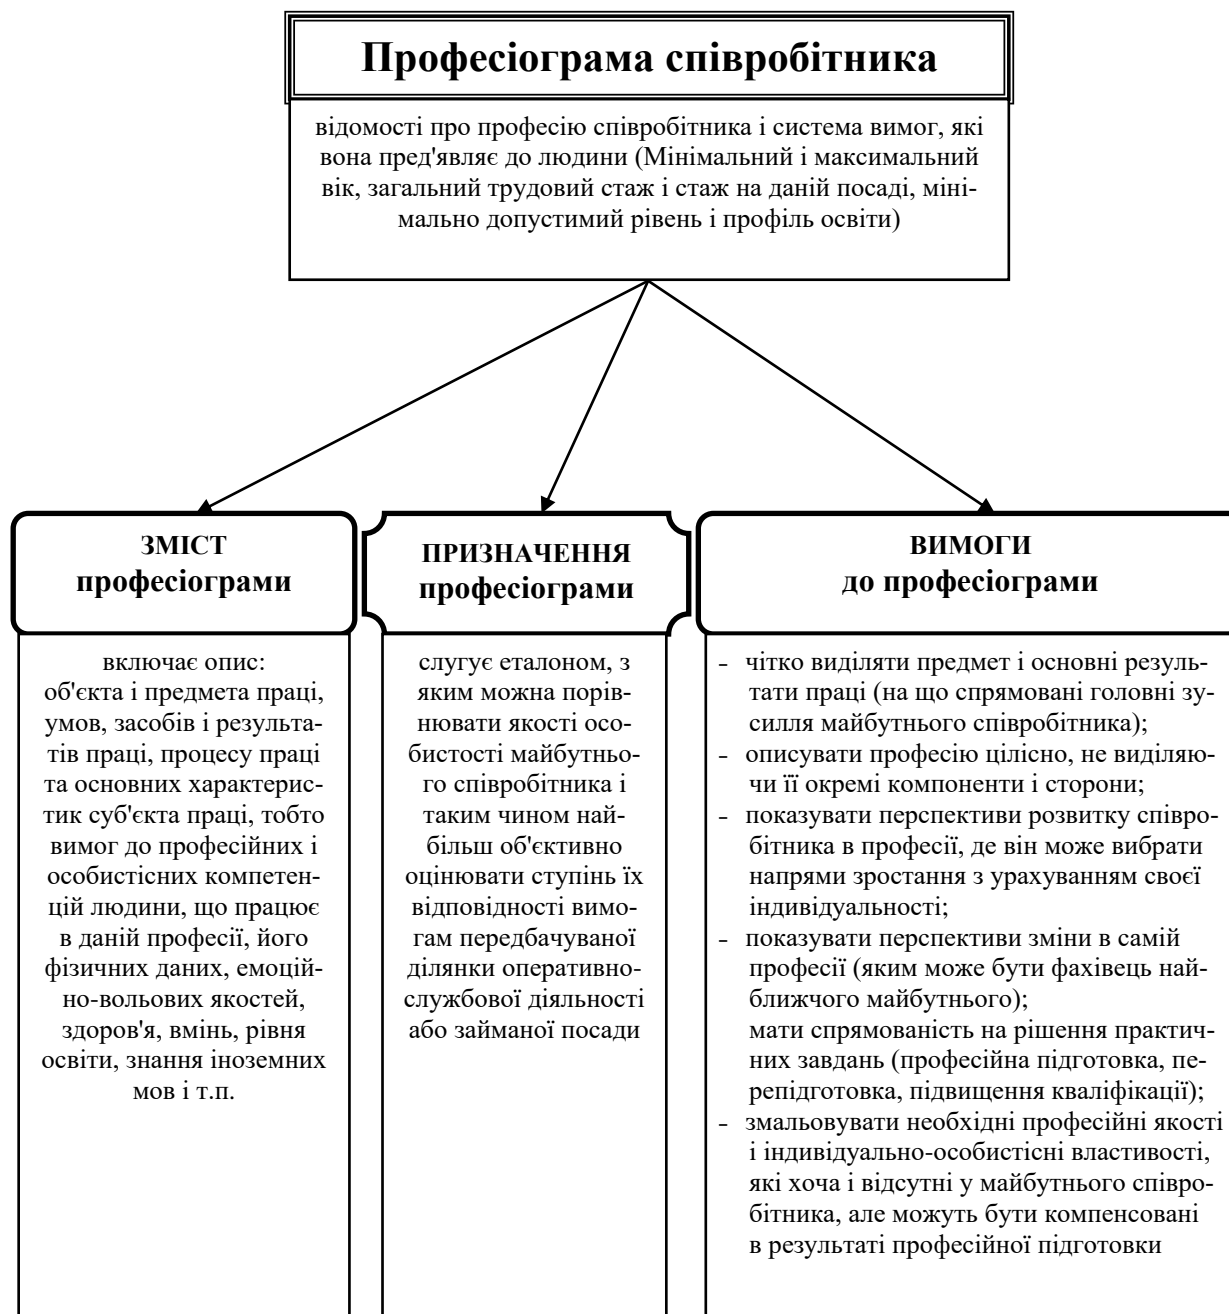 Професіограма співробітника
відомості про професію співробітника і система вимог, які
вона пред'являє до людини (Мінімальний і максимальний
вік, загальний трудовий стаж і стаж на даній посаді, міні-
мально допустимий рівень і профіль освіти)
ЗМІСТ
професіограми
включає опис:
об'єкта і предмета праці,
умов, засобів і результа-
тів праці, процесу праці
та основних характерис-
тик суб'єкта праці, тобто
вимог до професійних і
особистісних компетен-
цій людини, що працює
в даній професії, його
фізичних даних, емоцій-
но-вольових якостей,
здоров'я, вмінь, рівня
освіти, знання іноземних
мов і т.п.
ПРИЗНАЧЕННЯ
професіограми
слугує еталоном, з
яким можна порів-
нювати якості осо-
бистості майбутньо-
го співробітника і
таким чином най-
більш об'єктивно
оцінювати ступінь їх
відповідності вимо-
гам передбачуваної
ділянки оперативно-
службової діяльності
або займаної посади
ВИМОГИ
до професіограми
- чітко виділяти предмет і основні резуль-
тати праці (на що спрямовані головні зу-
силля майбутнього співробітника);
- описувати професію цілісно, не виділяю-
чи її окремі компоненти і сторони;
- показувати перспективи розвитку співро-
бітника в професії, де він може вибрати
напрями зростання з урахуванням своєї
індивідуальності;
- показувати перспективи зміни в самій
професії (яким може бути фахівець най-
ближчого майбутнього);
мати спрямованість на рішення практич-
них завдань (професійна підготовка, пе-
репідготовка, підвищення кваліфікації);
- змальовувати необхідні професійні якості
і індивідуально-особистісні властивості,
які хоча і відсутні у майбутнього співро-
бітника, але можуть бути компенсовані
в результаті професійної підготовки